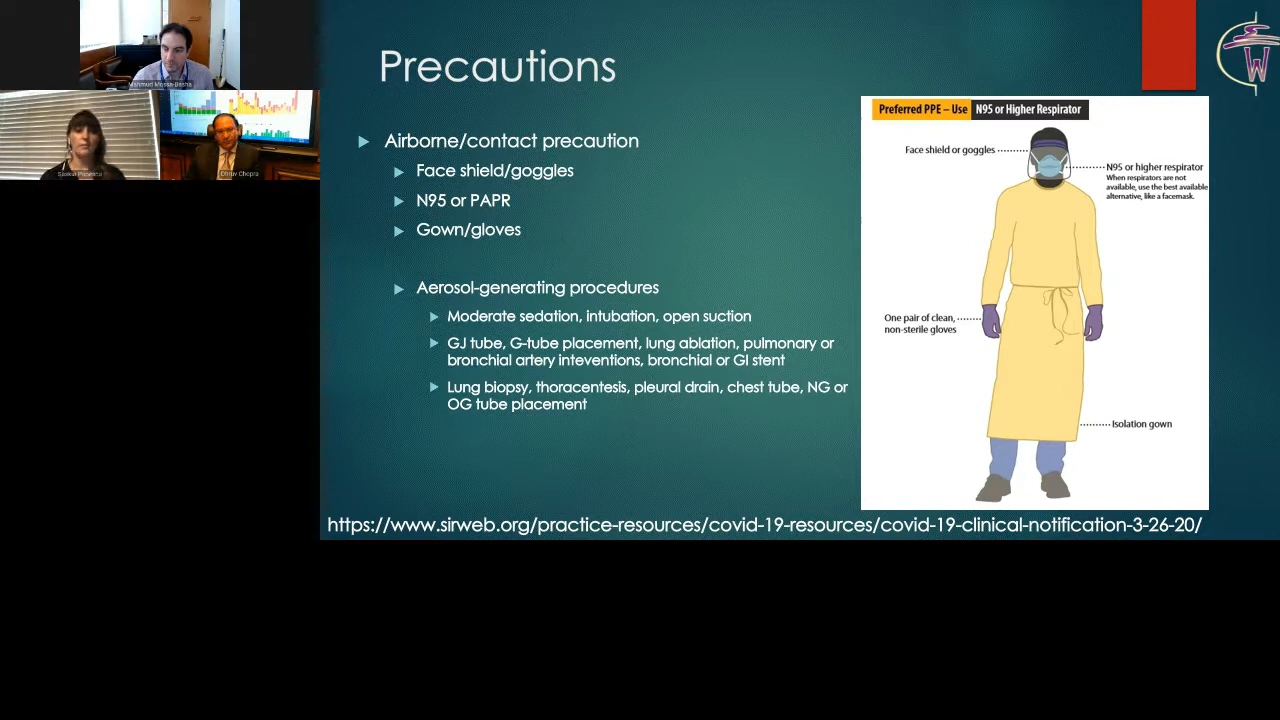 Mahmud Mossa-Basha
Dhruv Chopra
Precautions
Airborne/contact precaution
Face shield/goggles
N95 or PAPR
Gown/gloves
Aerosol-generating procedures
Moderate sedation, intubation, open suction
GJ tube, G-tube placement, lung ablation, pulmonary or
bronchial artery inteventions, bronchial or GI stent
Lung biopsy, thoracentesis, pleural drain, chest tube, NG or
OG tube placement
Preferred PPE – Use N95 or Higher Respirator
Face shield or goggles
N95 or higher respirator
When respirators are not
available, use the best available
alternative, like a facemask.
One pair of clean,
non-sterile gloves
Isolation gown
https://www.sirweb.org/practice-resources/covid-19-resources/covid-19-clinical-notification-3-26-20/
W